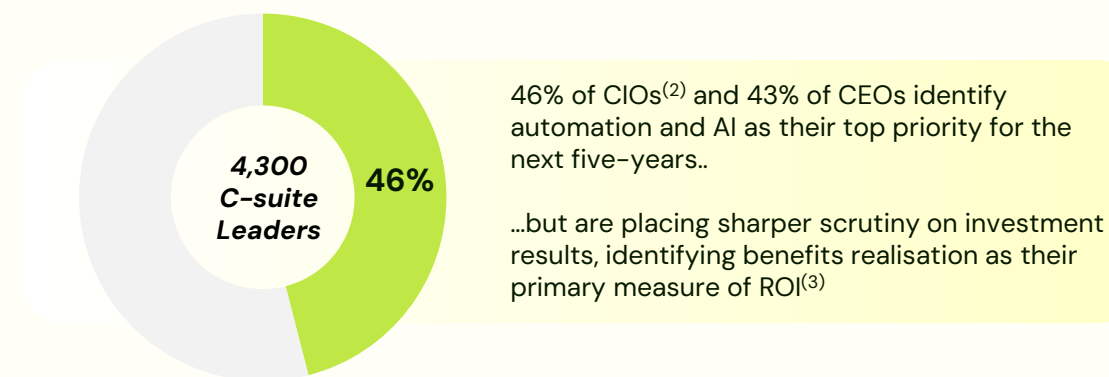 4,300
C-suite
Leaders
46%
46% of CIOs(2) and 43% of CEOs identify
automation and AI as their top priority for the
next five-years..
...but are placing sharper scrutiny on investment
results, identifying benefits realisation as their
primary measure of ROI(3)